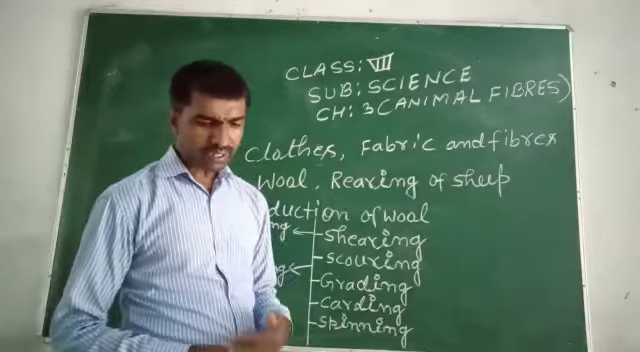 CLASS: VII
SUB: SCIENCE
CH: 3 (ANIMAL FIBRES)
Clothes, Fabric and fibres
Wool, Rearing of sheep
duction of wool
Shearing
Scouring
Grading
Carding
Spinning